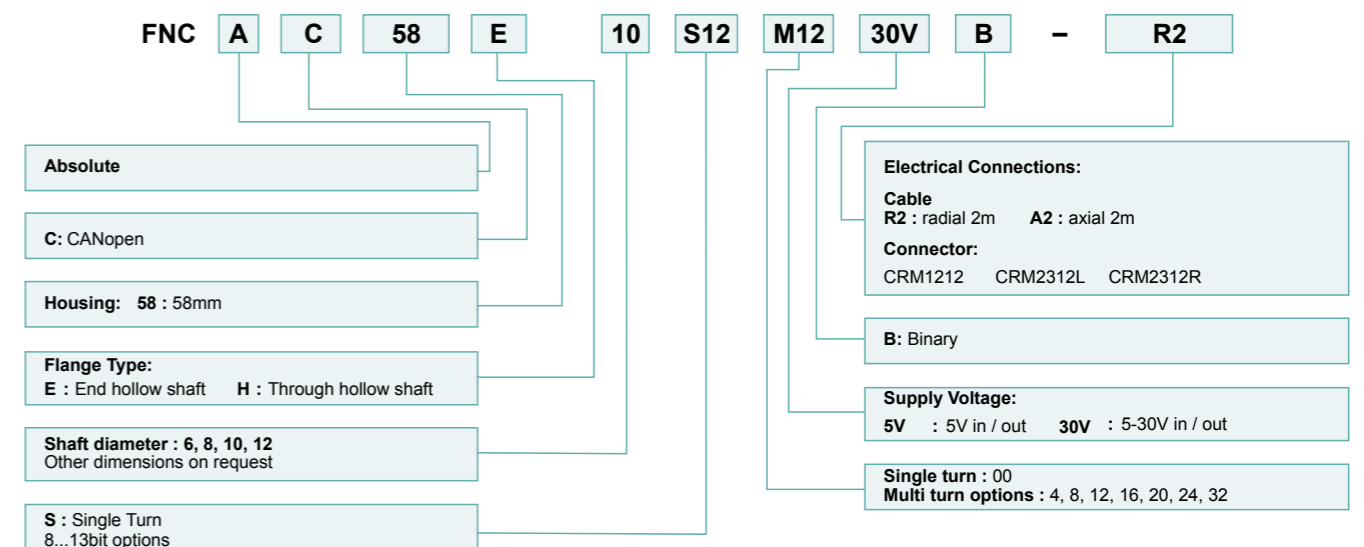 FNC A C 58 E 10 S12 M12 30V B – R2
Absolute
C: CANopen
Housing: 58 : 58mm
Flange Type:
E : End hollow shaft H : Through hollow shaft
Shaft diameter : 6, 8, 10, 12
Other dimensions on request
S : Single Turn
8...13bit options
Electrical Connections:
Cable
R2 : radial 2m A2 : axial 2m
Connector:
CRM1212 CRM2312L CRM2312R
B: Binary
Supply Voltage:
5V : 5V in / out 30V : 5-30V in / out
Single turn : 00
Multi turn options : 4, 8, 12, 16, 20, 24, 32